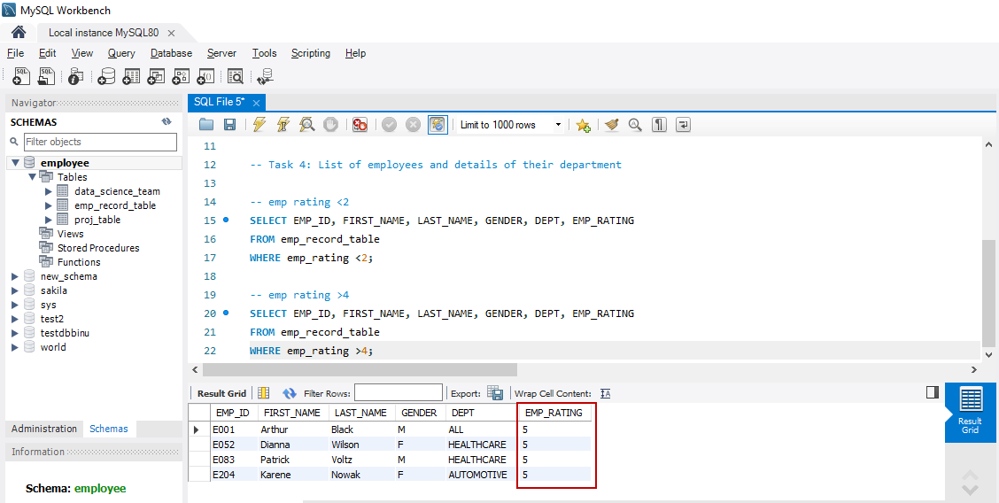 MySQL Workbench
Local instance MySQL80
File Edit View Query Database Server Tools Scripting Help
Navigator
SCHEMAS
Filter objects
employee
Tables
data_science_team
emp_record_table
proj_table
Views
Stored Procedures
Functions
new_schema
sakila
sys
test2
testdbbinu
world
Administration Schemas
Information
Schema: employee
SQL File 5*
Limit to 1000 rows
11
12 -- Task 4: List of employees and details of their department
13
14 -- emp rating <2
15 SELECT EMP_ID, FIRST_NAME, LAST_NAME, GENDER, DEPT, EMP_RATING
16 FROM emp_record_table
17 WHERE emp_rating <2;
18
19 -- emp rating >4
20 SELECT EMP_ID, FIRST_NAME, LAST_NAME, GENDER, DEPT, EMP_RATING
21 FROM emp_record_table
22 WHERE emp_rating >4;
Result Grid Filter Rows: Export: Wrap Cell Content:
EMP_ID FIRST_NAME LAST_NAME GENDER DEPT EMP_RATING
E001 Arthur Black M ALL 5
E052 Dianna Wilson F HEALTHCARE 5
E083 Patrick Voltz M HEALTHCARE 5
E204 Karene Nowak F AUTOMOTIVE 5
Result
Grid